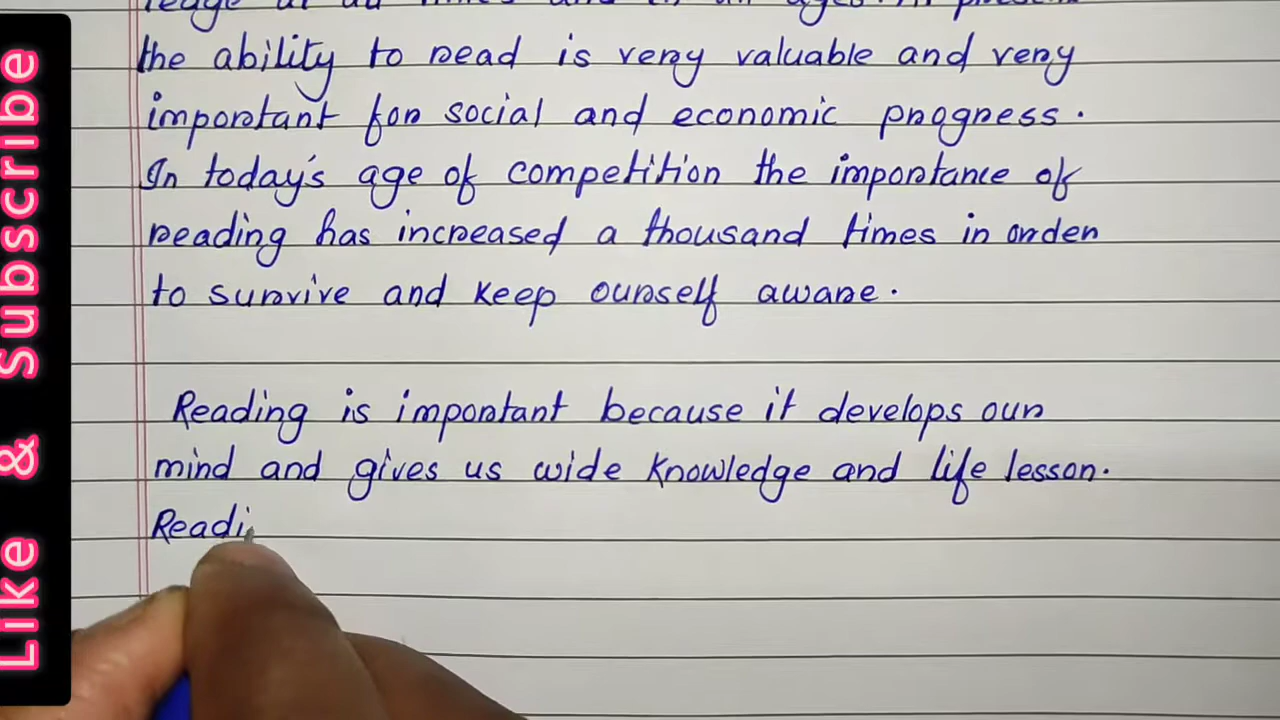 the ability to read is very valuable and very
important for social and economic progress.
In today's age of competition the importance of
reading has increased a thousand times in order
to survive and keep ourself aware.
Reading is important because it develops our
mind and gives us wide knowledge and life lesson.
Readi
Like & Subscribe